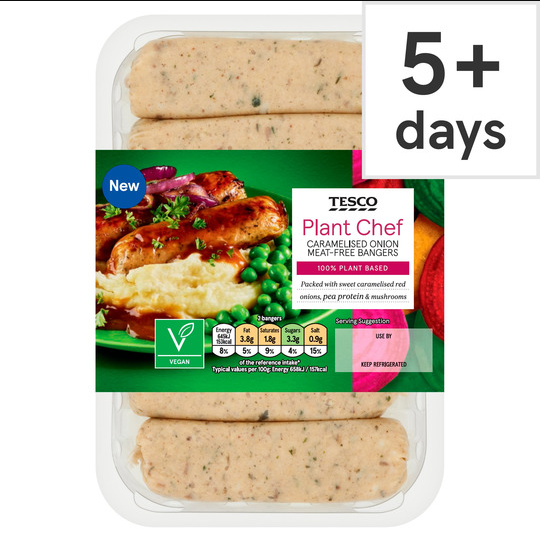 5+
days
New
TESCO
Plant Chef
CARAMELISED ONION
MEAT-FREE BANGERS
100% PLANT BASED
Packed with sweet caramelised red
onions, pea protein & mushrooms
2 bangers
Serving Suggestion
Energy Fat Saturates Sugars Salt
645kJ
153kcal 3.8g 1.8g 3.3g 0.9g
8% 5% 9% 4% 15%
of the reference intake*
Typical values per 100g: Energy 658kJ / 157kcal
V
VEGAN
USE BY
KEEP REFRIGERATED